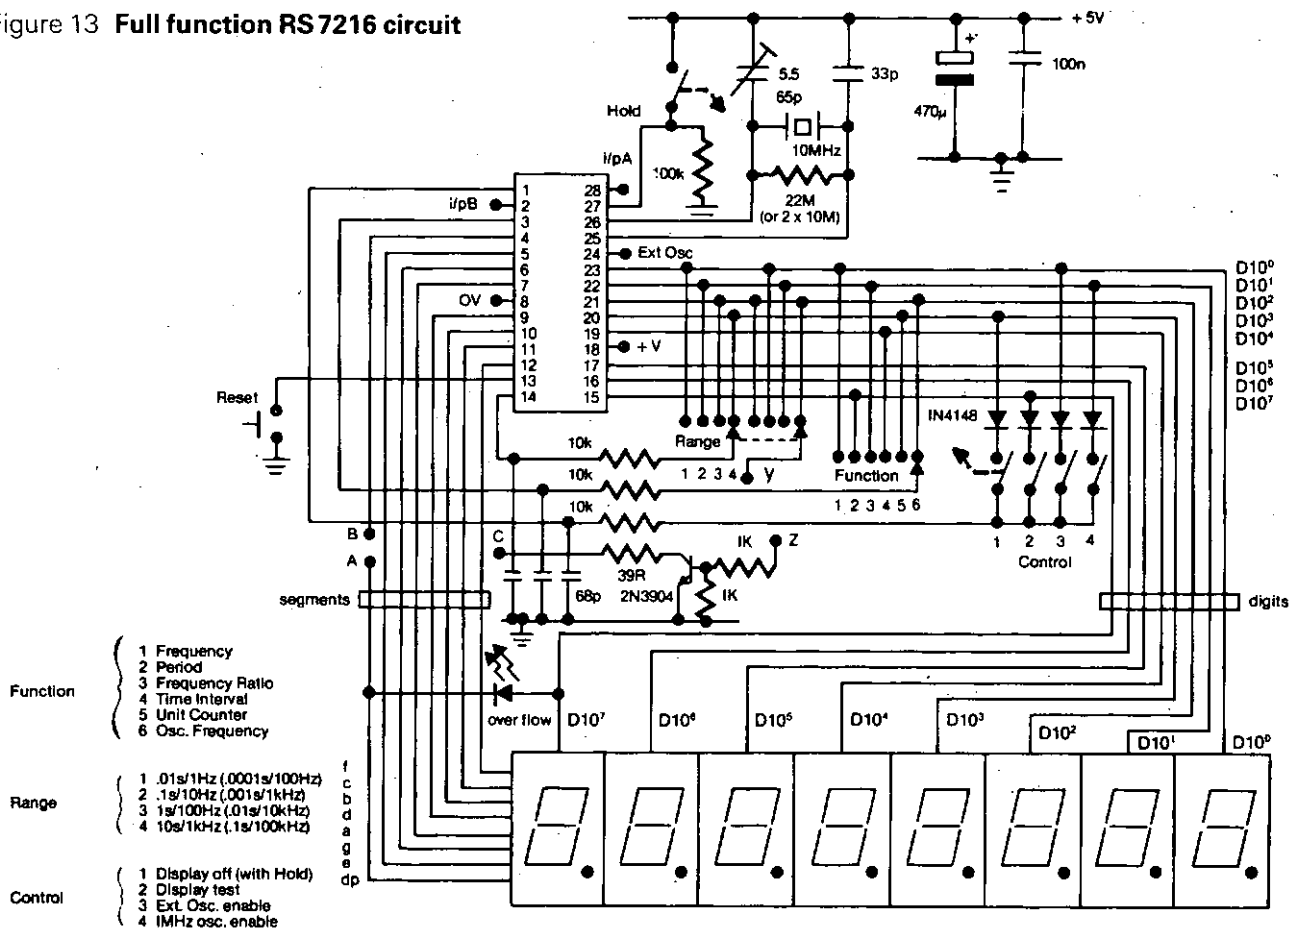 igure 13 Full function RS7216 circuit
+ 5V
5.5
65p
33p
+
470µ
100n
Hold
10MHz
i/pA
100k
22M
(or 2 x 10M)
i/pB
1
2
3
4
5
6
7
8
9
10
11
12
13
14
28
27
26
25
24
23
22
21
20
19
18
17
16
15
Ext Osc
OV
+ V
D10⁰
D10¹
D10²
D10³
D10⁴
D10⁵
D10⁶
D10⁷
Reset
IN4148
10k
Range
1 2 3 4
y
10k
Function
1 2 3 4 5 6
10k
B
A
C
39R
2N3904
IK
Z
IK
68p
1 2 3 4
Control
segments
digits
Function
1 Frequency
2 Period
3 Frequency Ratio
4 Time Interval
5 Unit Counter
6 Osc. Frequency
over flow
D10⁷
D10⁶
D10⁵
D10⁴
D10³
D10²
D10¹
D10⁰
Range
1 .01s/1Hz (.0001s/100Hz)
2 .1s/10Hz (.001s/1kHz)
3 1s/100Hz (.01s/10kHz)
4 10s/1kHz (.1s/100kHz)
f
c
b
d
a
g
e
dp
Control
1 Display off (with Hold)
2 Display test
3 Ext. Osc. enable
4 IMHz osc. enable